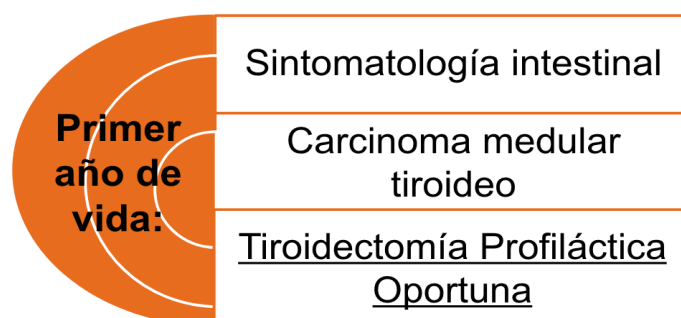 Primer
año de
vida:
Sintomatología intestinal
Carcinoma medular
tiroideo
Tiroidectomía Profiláctica
Oportuna